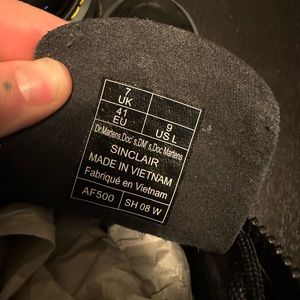 7
UK
41
EU
9
US L
Dr.Martens,Doc's,DM's,Doc Martens
SINCLAIR
MADE IN VIETNAM
Fabriqué en Vietnam
AF500
SH 08 W